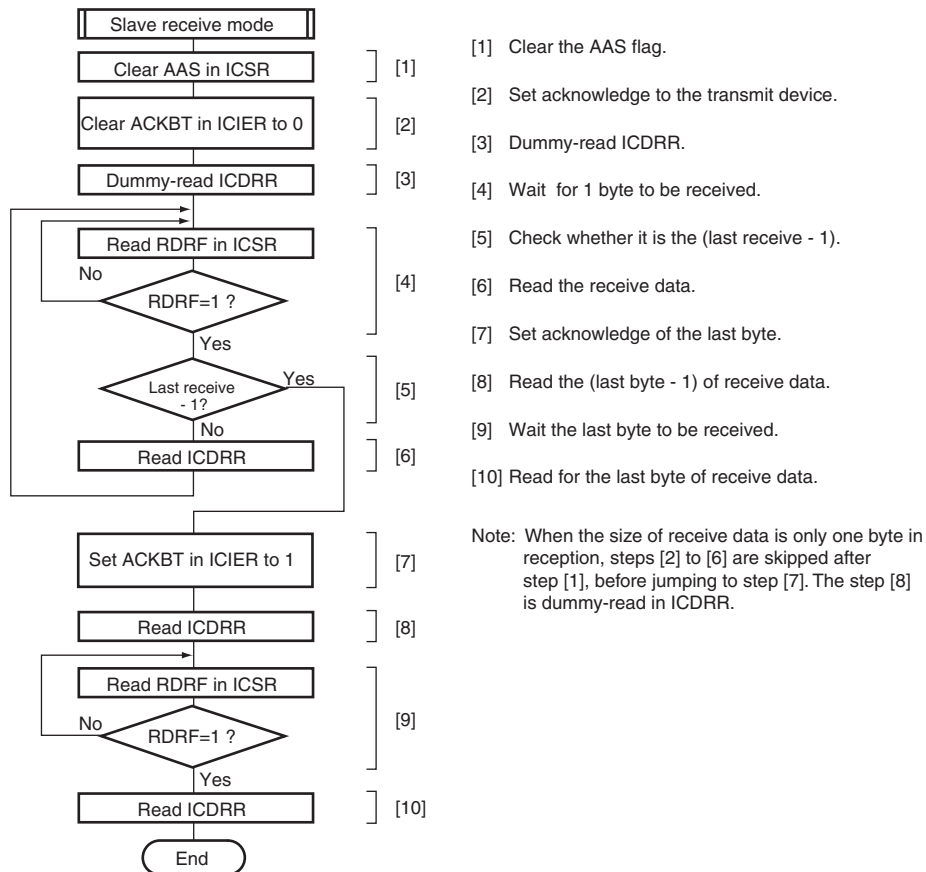 Slave receive mode
Clear AAS in ICSR
[1]
Clear ACKBT in ICIER to 0
[2]
Dummy-read ICDRR
[3]
Read RDRF in ICSR
No
RDRF=1 ?
[4]
Yes
Last receive
- 1?
Yes
[5]
No
Read ICDRR
[6]
Set ACKBT in ICIER to 1
[7]
Read ICDRR
[8]
Read RDRF in ICSR
No
RDRF=1 ?
[9]
Yes
Read ICDRR
[10]
End
[1] Clear the AAS flag.
[2] Set acknowledge to the transmit device.
[3] Dummy-read ICDRR.
[4] Wait for 1 byte to be received.
[5] Check whether it is the (last receive - 1).
[6] Read the receive data.
[7] Set acknowledge of the last byte.
[8] Read the (last byte - 1) of receive data.
[9] Wait the last byte to be received.
[10] Read for the last byte of receive data.
Note: When the size of receive data is only one byte in
reception, steps [2] to [6] are skipped after
step [1], before jumping to step [7]. The step [8]
is dummy-read in ICDRR.